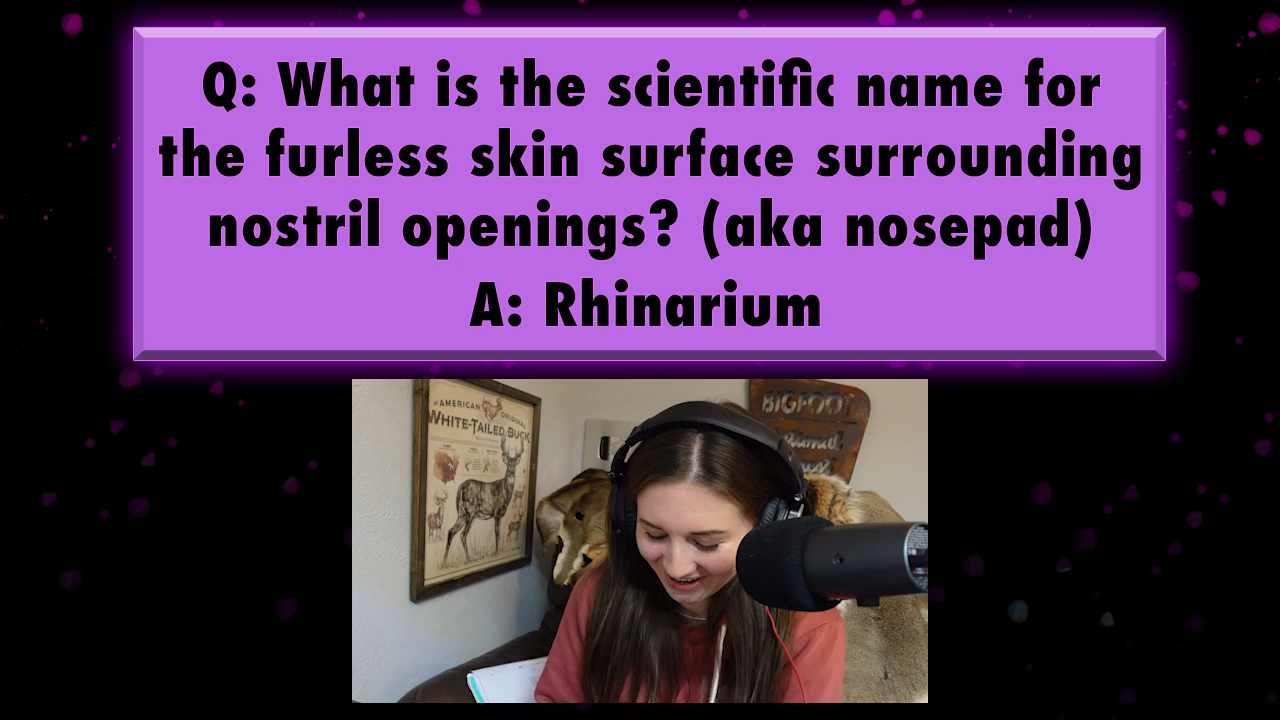 Q: What is the scientific name for
the furless skin surface surrounding
nostril openings? (aka nosepad)
A: Rhinarium
AMERICAN
ORIGINAL
WHITE-TAILED BUCK
BIGFOOT